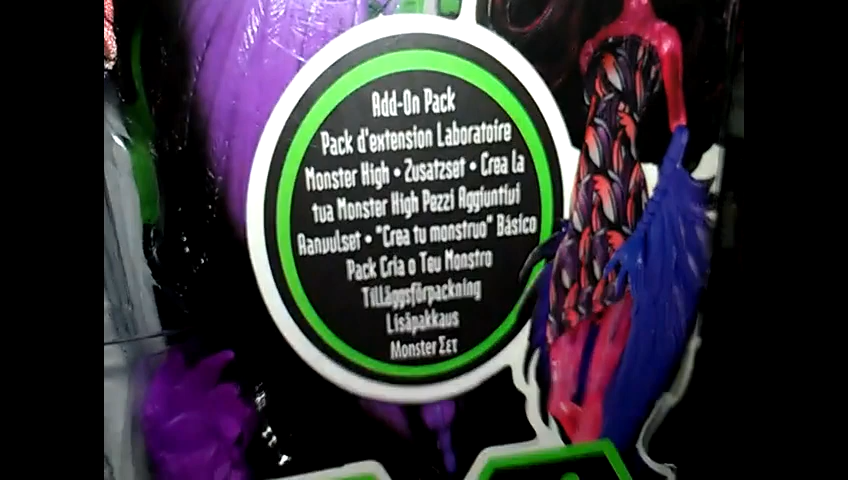 Add-On Pack
Pack d'extension Laboratoire
Monster High • Zusatzset • Crea la
tua Monster High Pezzi Aggiuntivi
Aanvulset • "Crea tu monstruo" Básico
Pack Cria o Teu Monstro
Tilläggsförpackning
Lisäpakkaus
Monster Σετ